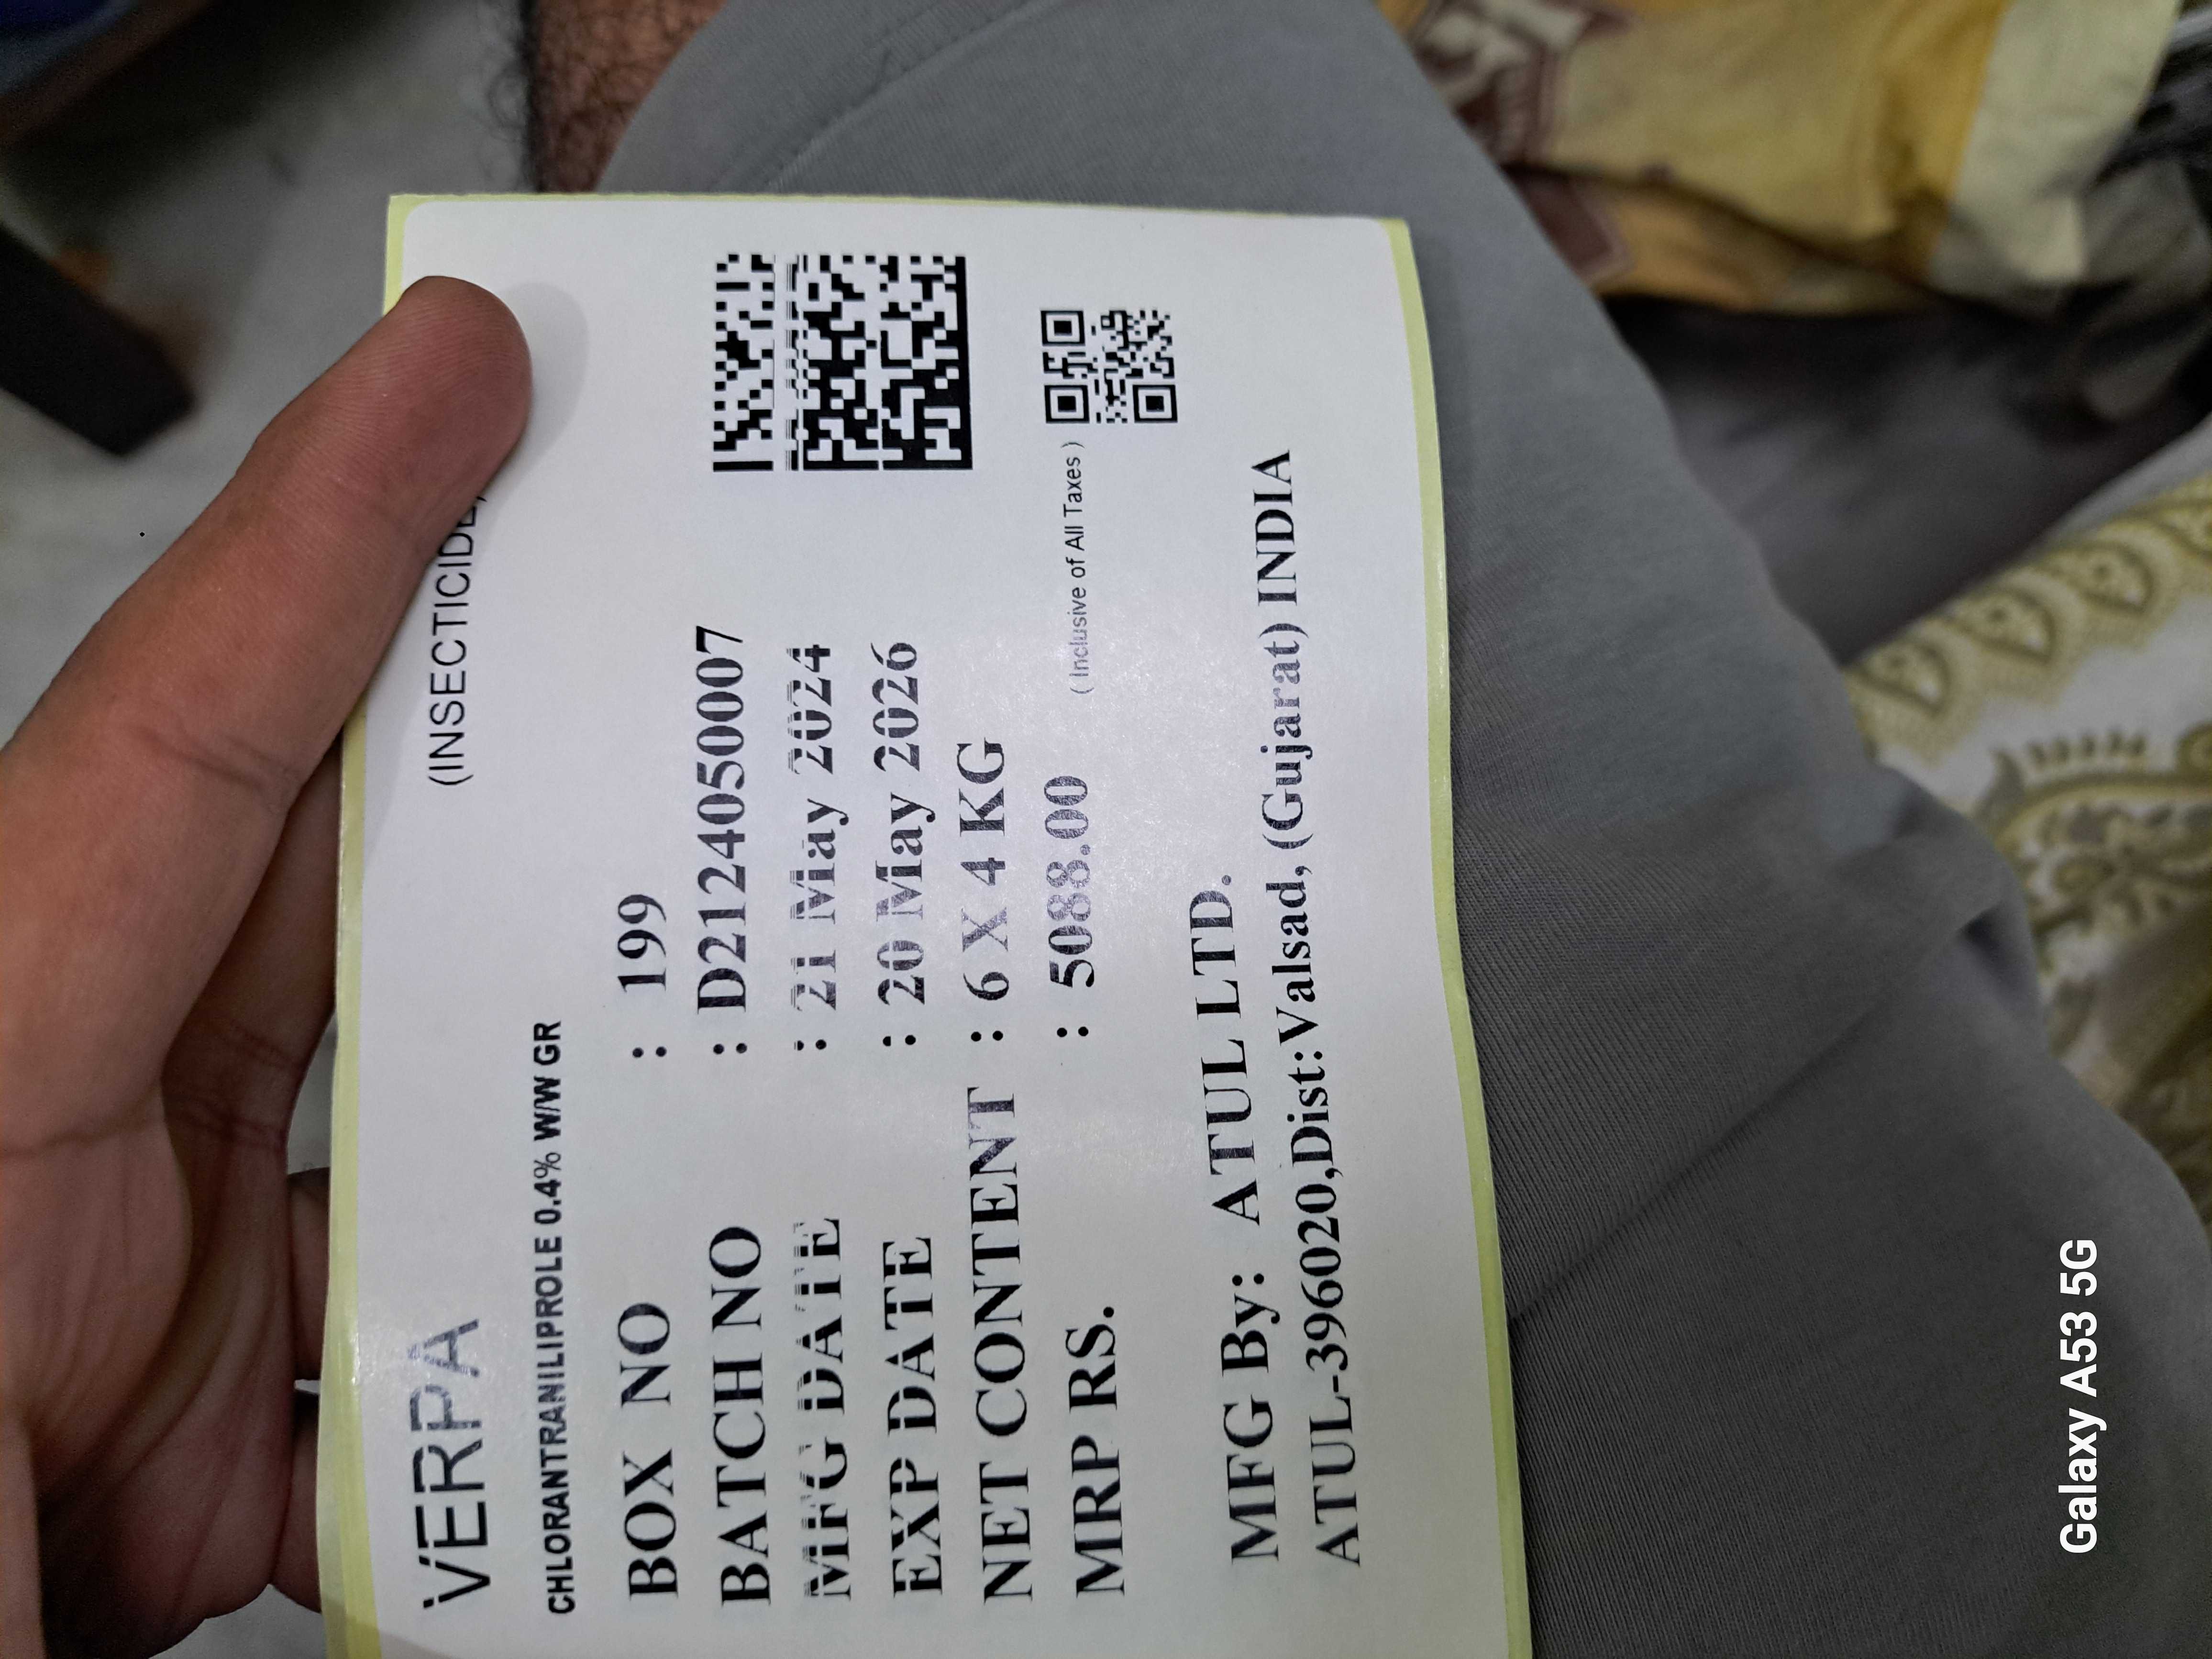 VERPA
(INSECTICIDE,
CHLORANTRANILIPROLE 0.4% W/W GR
BOX NO : 199
BATCH NO : D2124050007
MFG DATE : 21 May 2024
EXP DATE : 20 May 2026
NET CONTENT : 6 X 4 KG
MRP RS. : 5088.00 ( Inclusive of All Taxes )
MFG By: ATUL LTD.
ATUL-396020,Dist:Valsad, (Gujarat) INDIA
Galaxy A53 5G